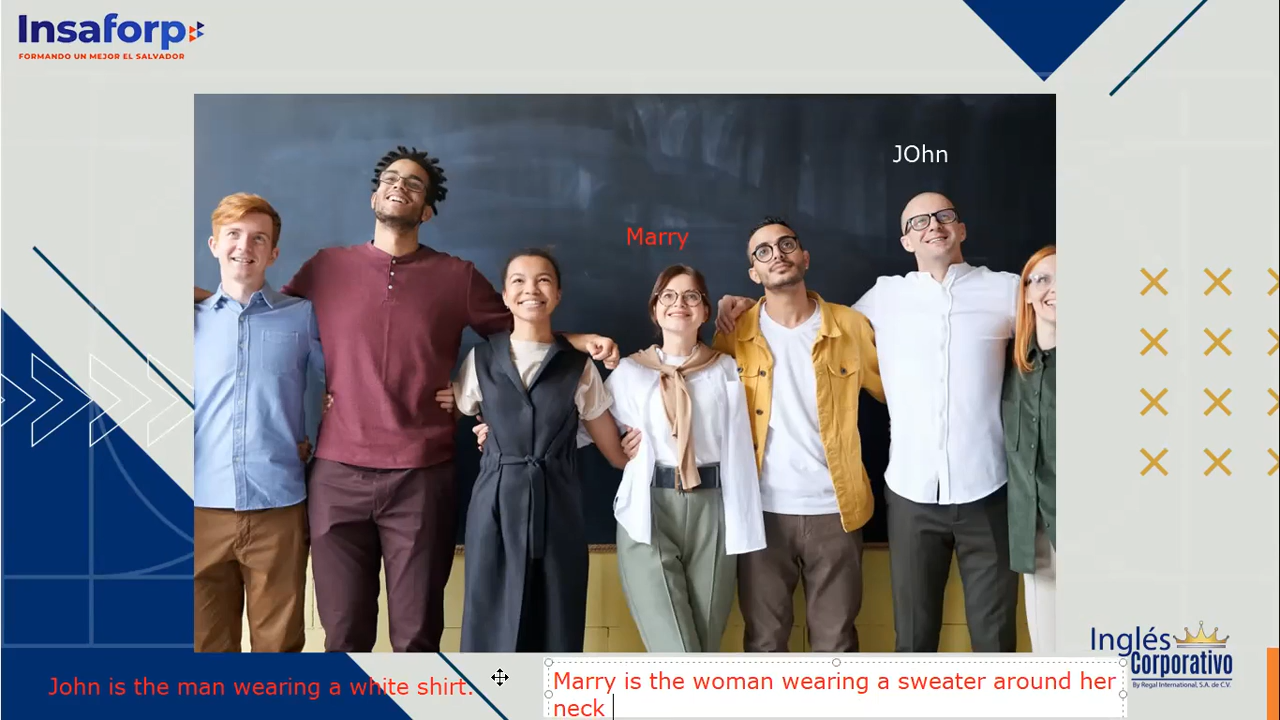 Insaforp
FORMANDO UN MEJOR EL SALVADOR
JOhn
Marry
Inglés
Corporativo
By Regal International, S.A. de C.V.
John is the man wearing a white shirt.
Marry is the woman wearing a sweater around her
neck